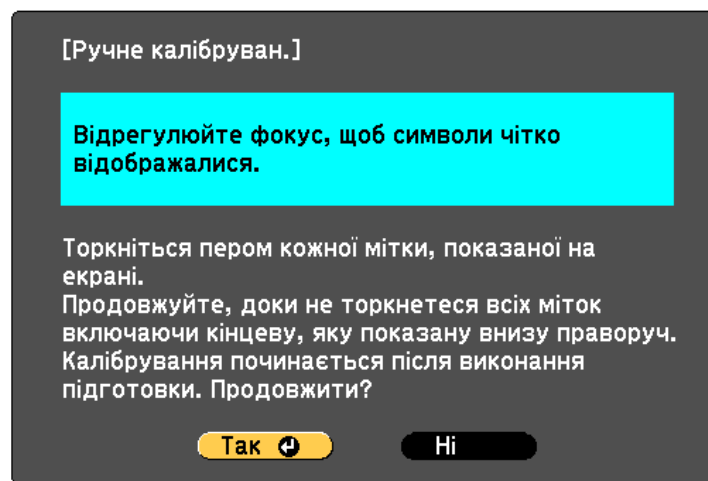 [Ручне калібруван.]
Відрегулюйте фокус, щоб символи чітко
відображалися.
Торкніться пером кожної мітки, показаної на
екрані.
Продовжуйте, доки не торкнетеся всіх міток
включаючи кінцеву, яку показану внизу праворуч.
Калібрування починається після виконання
підготовки. Продовжити?
Так
Ні